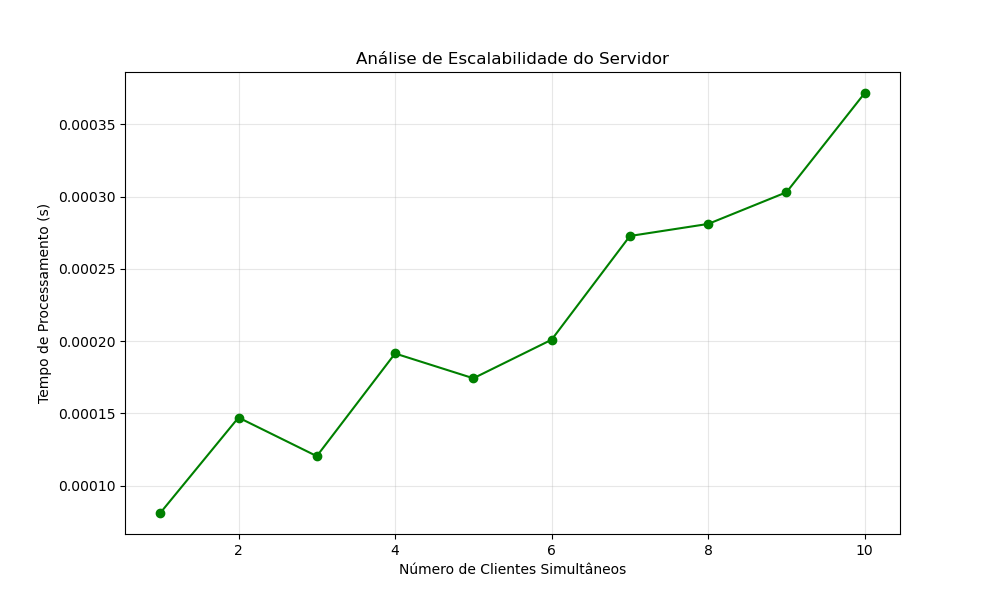 Análise de Escalabilidade do Servidor
Tempo de Processamento (s)
0.00035
0.00030
0.00025
0.00020
0.00015
0.00010
2 4 6 8 10
Número de Clientes Simultâneos